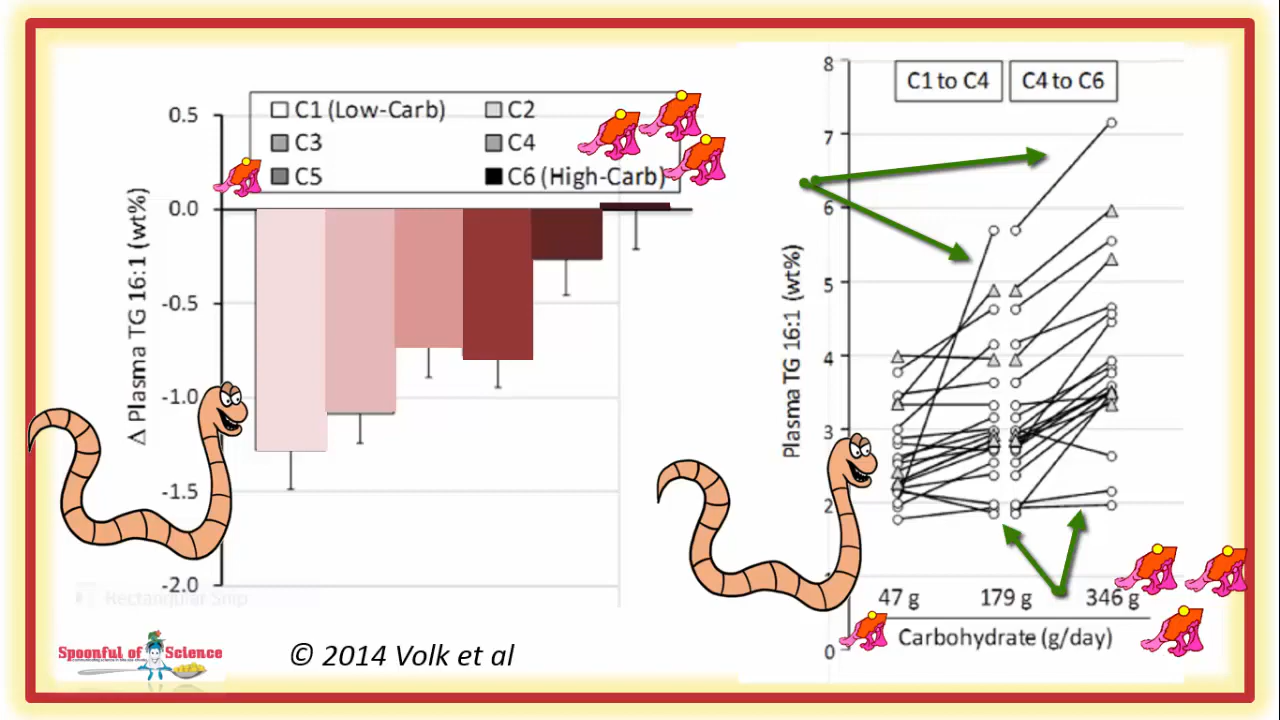 0.5
C1 (Low-Carb)
C2
C3
C4
C5
C6 (High-Carb)
0.0
-0.5
-1.0
-1.5
-2.0
Δ Plasma TG 16:1 (wt%)
Rectangular Snip
Spoonful of Science
© 2014 Volk et al
8
7
6
5
4
3
2
1
0
Plasma TG 16:1 (wt%)
C1 to C4
C4 to C6
47 g
179 g
346 g
Carbohydrate (g/day)